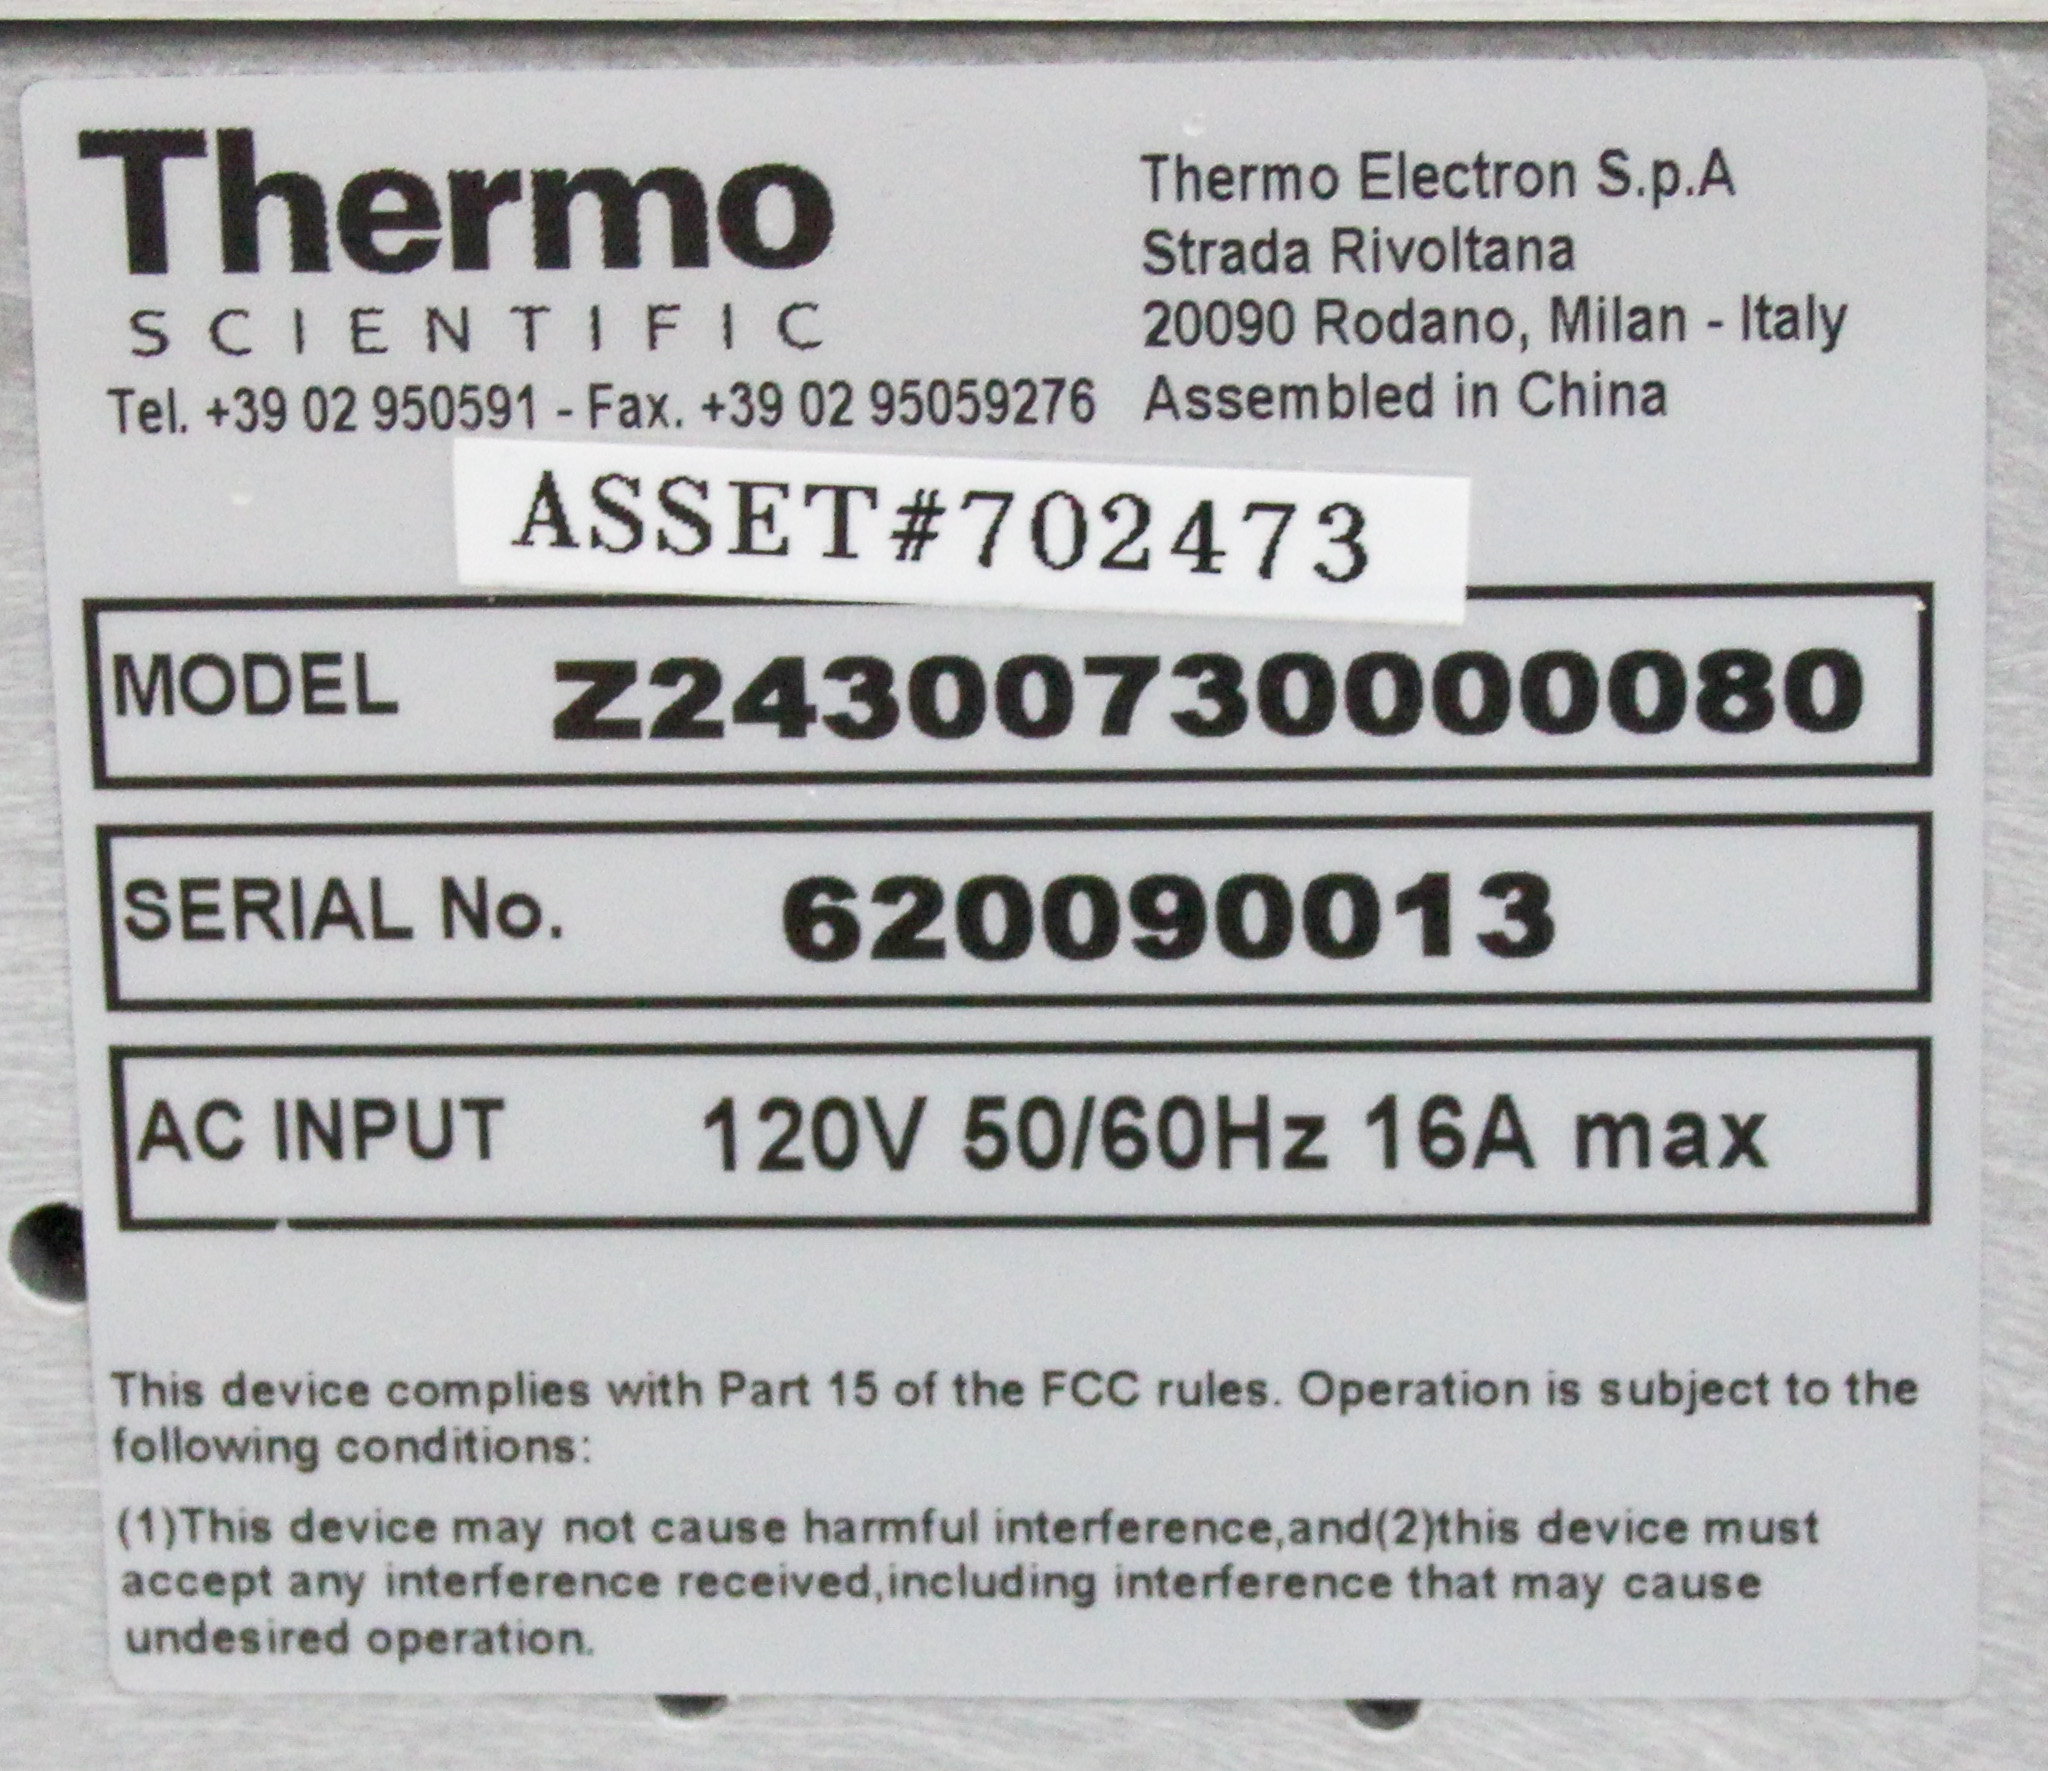 Thermo
SCIENTIFIC
Tel. +39 02 950591 - Fax. +39 02 95059276
Thermo Electron S.p.A
Strada Rivoltana
20090 Rodano, Milan - Italy
Assembled in China
ASSET#702473
MODEL Z24300730000080
SERIAL No. 620090013
AC INPUT 120V 50/60Hz 16A max
This device complies with Part 15 of the FCC rules. Operation is subject to the
following conditions:
(1)This device may not cause harmful interference,and(2)this device must
accept any interference received,including interference that may cause
undesired operation.